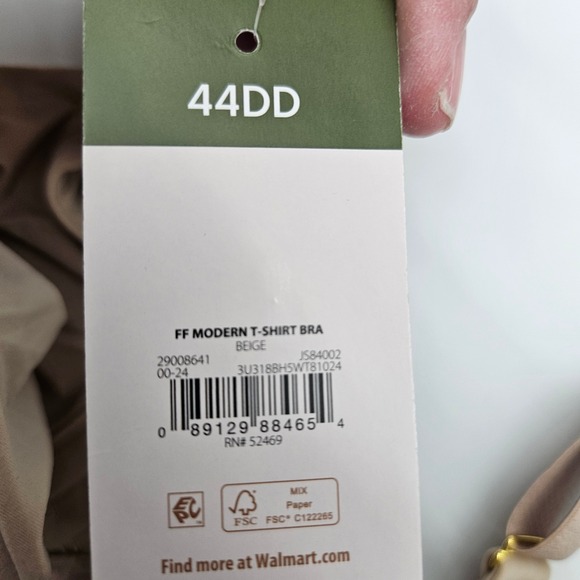 44DD
FF MODERN T-SHIRT BRA
BEIGE
29008641 JS84002
00-24 3U318BH5WT81024
0 89129 88465 4
RN# 52469
EPC
FSC
MIX
Paper
FSC® C122265
Find more at Walmart.com